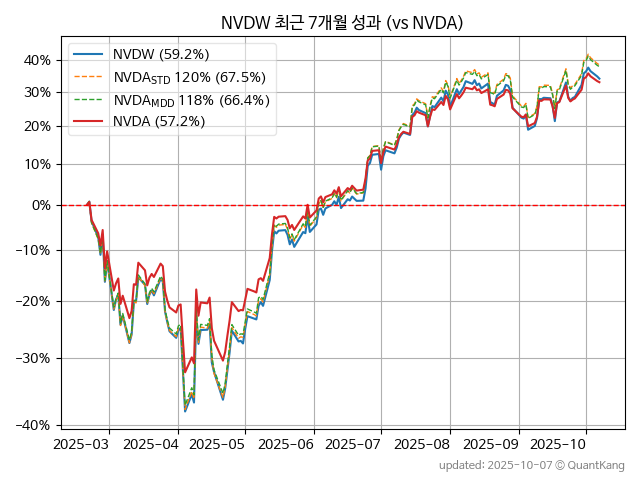 NVDW 최근 7개월 성과 (vs NVDA)
NVDW (59.2%)
NVDA_STD 120% (67.5%)
NVDA_MDD 118% (66.4%)
NVDA (57.2%)
40%
30%
20%
10%
0%
−10%
−20%
−30%
−40%
2025-03 2025-04 2025-05 2025-06 2025-07 2025-08 2025-09 2025-10
updated: 2025-10-07 © QuantKang